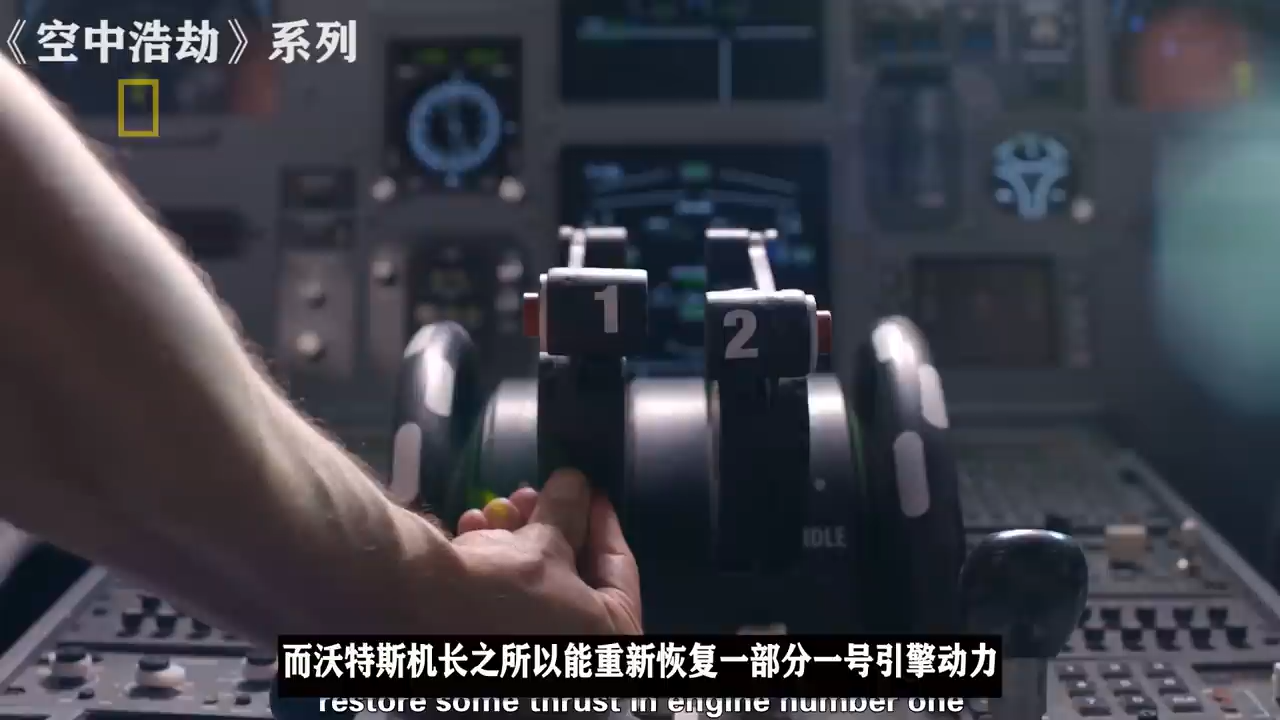 《空中浩劫》系列
1
2
IDLE
而沃特斯机长之所以能重新恢复一部分一号引擎动力
restore some thrust in engine number one